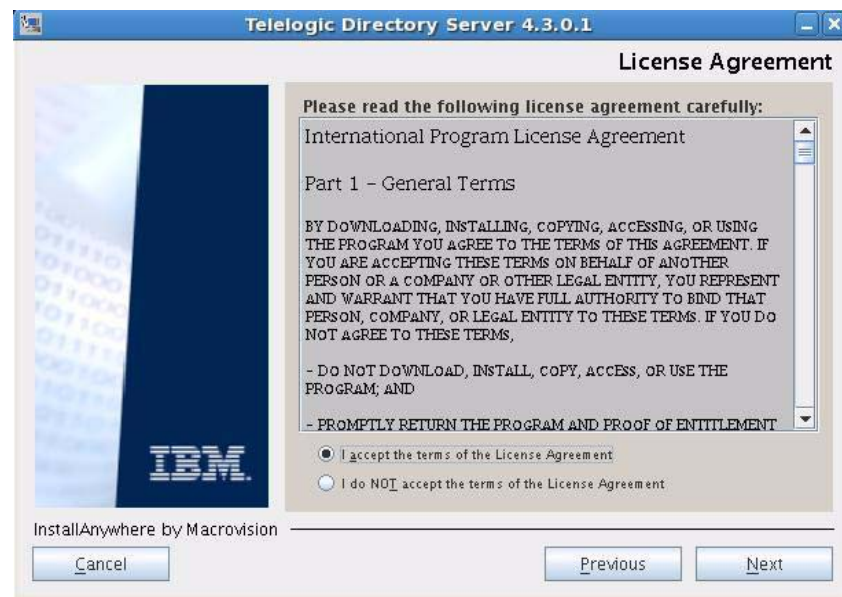 Telelogic Directory Server 4.3.0.1
License Agreement
Please read the following license agreement carefully:
International Program License Agreement
Part 1 – General Terms
BY DOWNLOADING, INSTALLING, COPYING, ACCESSING, OR USING
THE PROGRAM YOU AGREE TO THE TERMS OF THIS AGREEMENT. IF
YOU ARE ACCEPTING THESE TERMS ON BEHALF OF ANOTHER
PERSON OR A COMPANY OR OTHER LEGAL ENTITY, YOU REPRESENT
AND WARRANT THAT YOU HAVE FULL AUTHORITY TO BIND THAT
PERSON, COMPANY, OR LEGAL ENTITY TO THESE TERMS. IF YOU DO
NOT AGREE TO THESE TERMS,
– DO NOT DOWNLOAD, INSTALL, COPY, ACCESS, OR USE THE
PROGRAM; AND
– PROMPTLY RETURN THE PROGRAM AND PROOF OF ENTITLEMENT
I accept the terms of the License Agreement
I do NOT accept the terms of the License Agreement
IBM.
InstallAnywhere by Macrovision
Cancel
Previous
Next